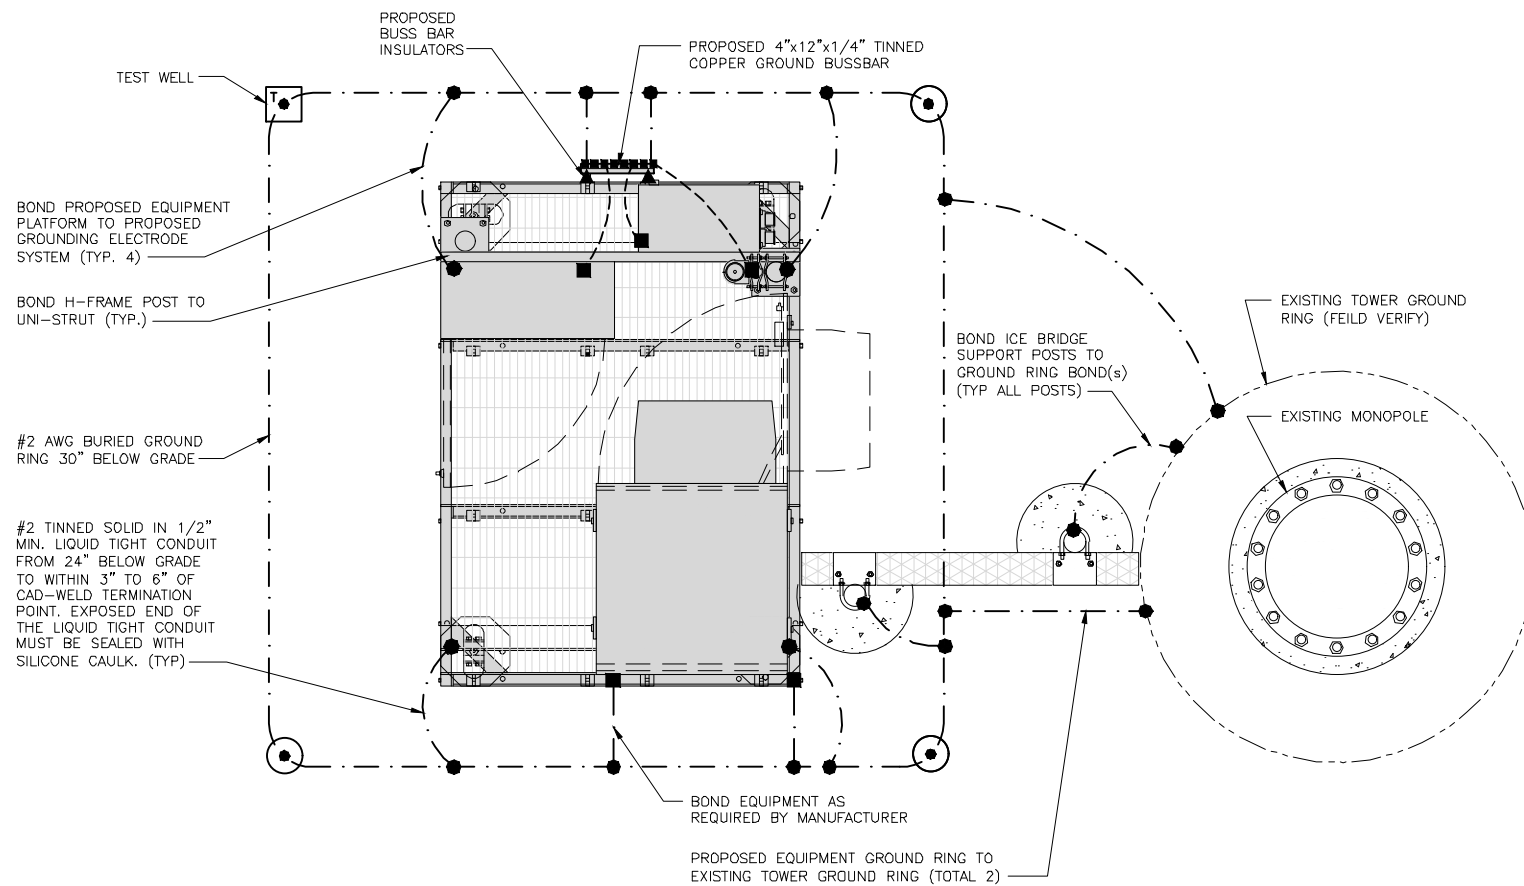 PROPOSED
BUSS BAR
INSULATORS
PROPOSED 4"x12"x1/4" TINNED
COPPER GROUND BUSSBAR
TEST WELL
T
BOND PROPOSED EQUIPMENT
PLATFORM TO PROPOSED
GROUNDING ELECTRODE
SYSTEM (TYP. 4)
BOND H-FRAME POST TO
UNI-STRUT (TYP.)
EXISTING TOWER GROUND
RING (FEILD VERIFY)
BOND ICE BRIDGE
SUPPORT POSTS TO
GROUND RING BOND(s)
(TYP ALL POSTS)
EXISTING MONOPOLE
#2 AWG BURIED GROUND
RING 30" BELOW GRADE
#2 TINNED SOLID IN 1/2"
MIN. LIQUID TIGHT CONDUIT
FROM 24" BELOW GRADE
TO WITHIN 3" TO 6" OF
CAD-WELD TERMINATION
POINT. EXPOSED END OF
THE LIQUID TIGHT CONDUIT
MUST BE SEALED WITH
SILICONE CAULK. (TYP)
BOND EQUIPMENT AS
REQUIRED BY MANUFACTURER
PROPOSED EQUIPMENT GROUND RING TO
EXISTING TOWER GROUND RING (TOTAL 2)